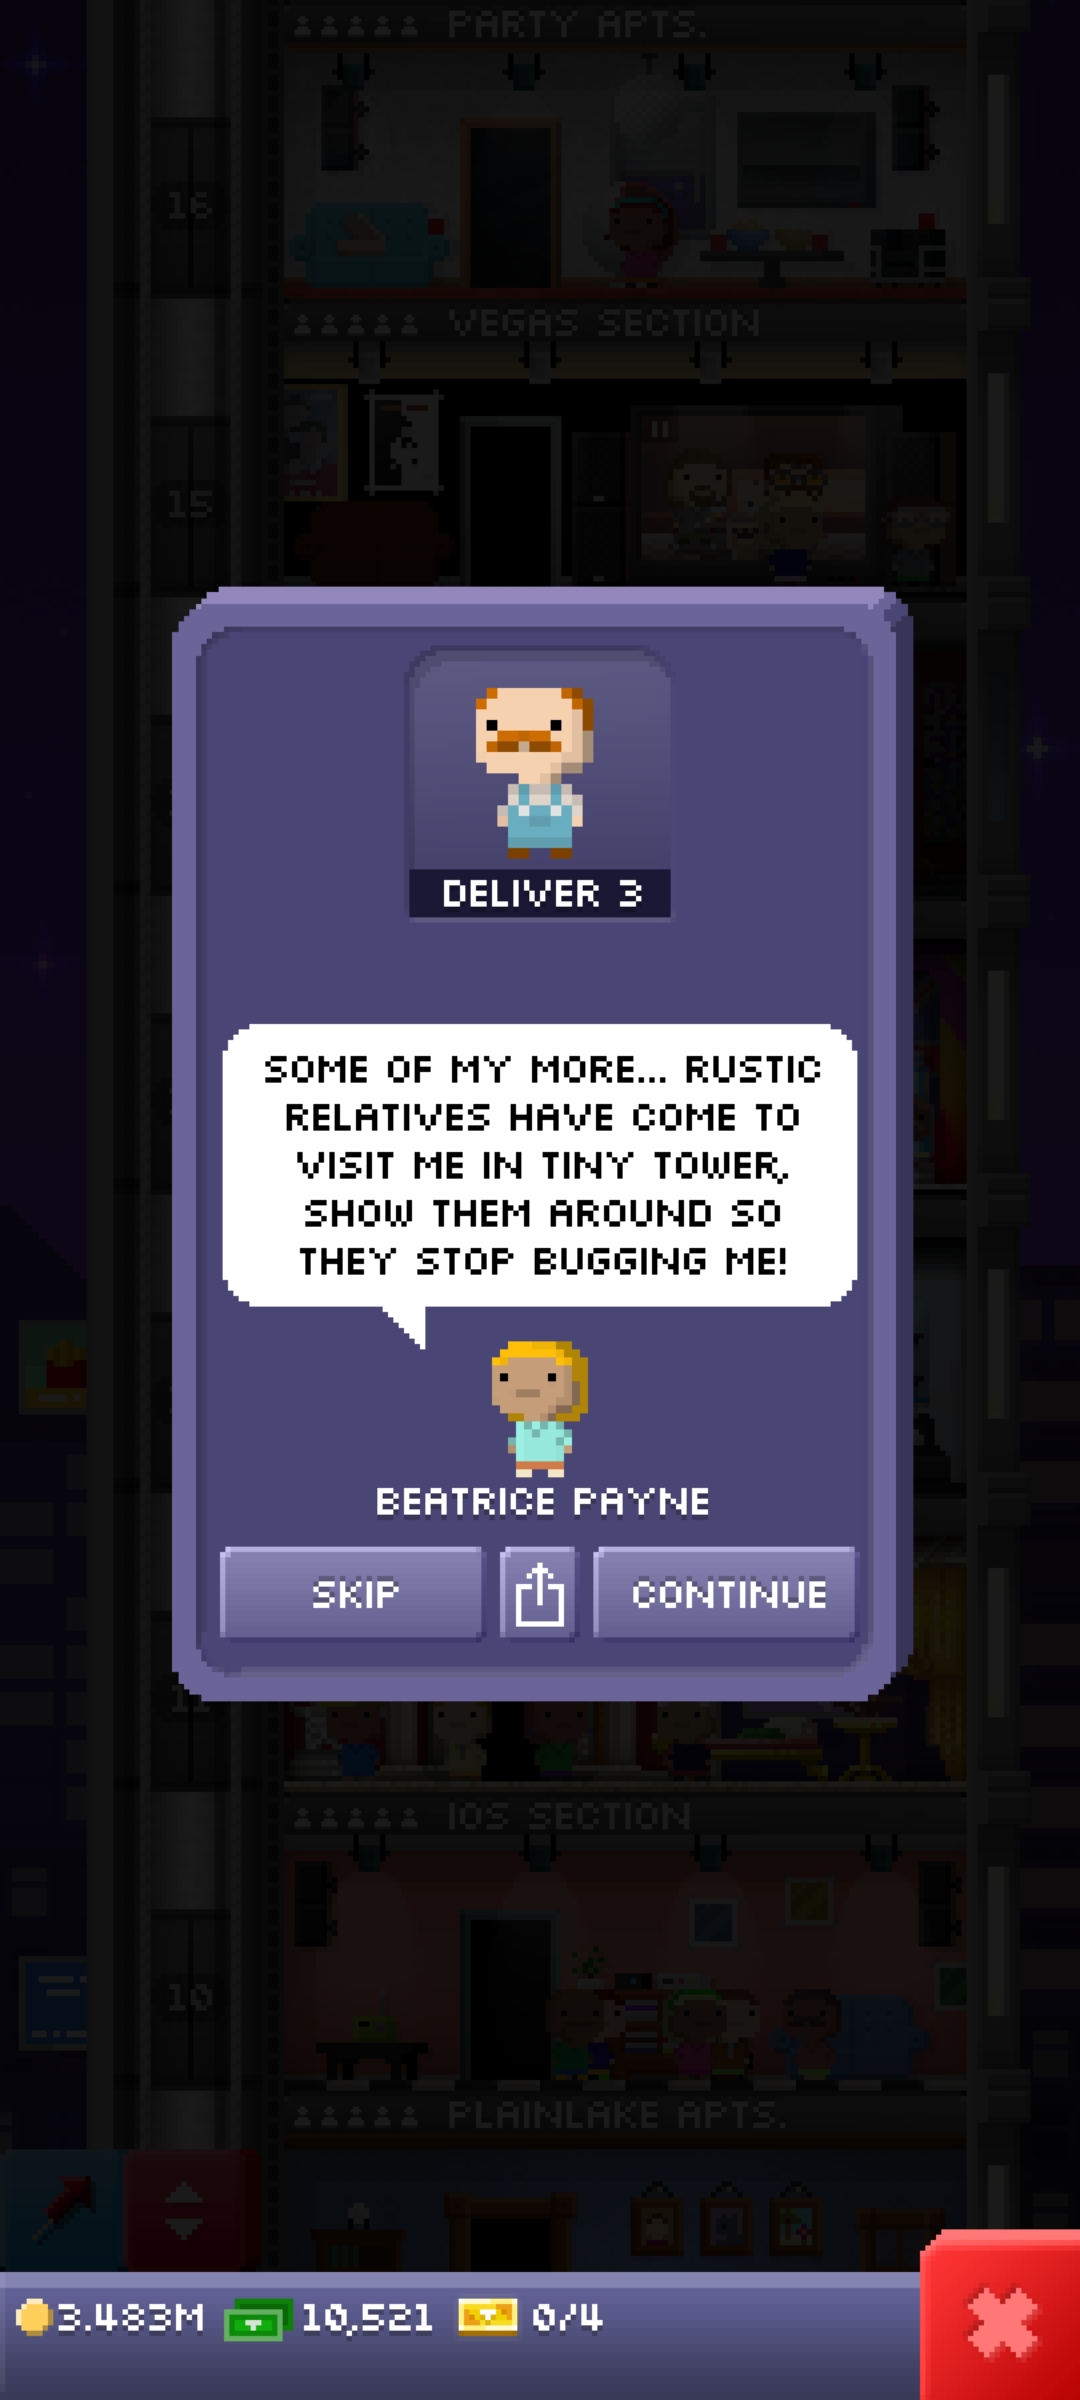 PARTY APTS.
16
VEGAS SECTION
15
DELIVER 3
SOME OF MY MORE... RUSTIC
RELATIVES HAVE COME TO
VISIT ME IN TINY TOWER,
SHOW THEM AROUND SO
THEY STOP BUGGING ME!
BEATRICE PAYNE
SKIP
CONTINUE
11
IOS SECTION
10
PLAINLAKE APTS.
3.483M 10,521 0/4